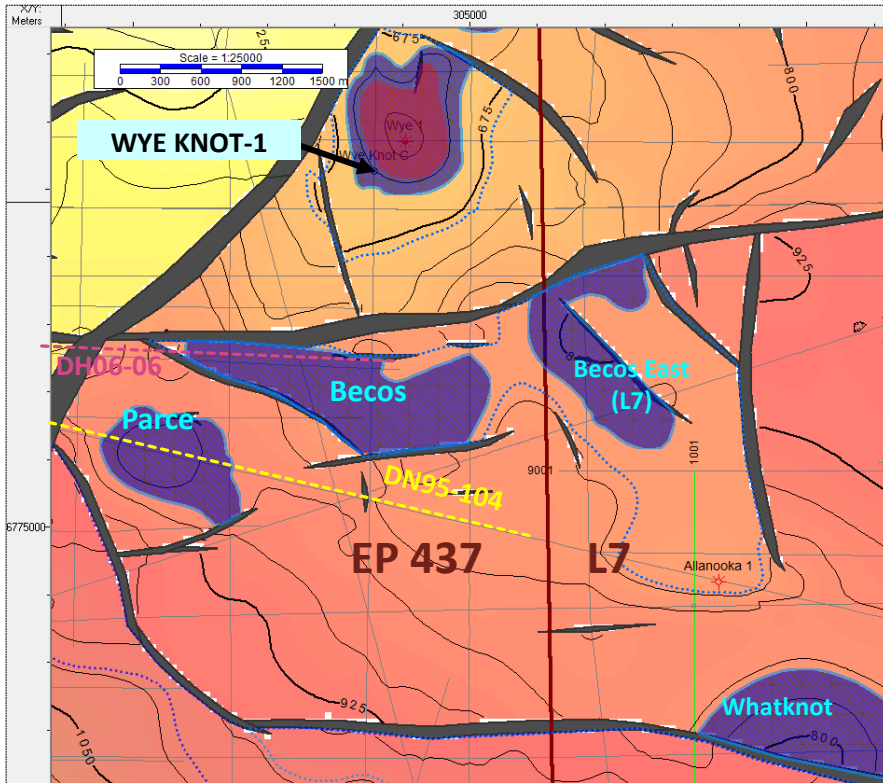 X/Y:
Meters
305000
Scale = 1:25000
0 300 600 900 1200 1500 m
675
675
800
WYE KNOT-1
Wye 1
Wye Knot C
925
DH06-06
Becos
Becos East
(L7)
Parce
DN95-104
9001
1001
6775000
EP 437
L7
Allanooka 1
925
Whatknot
800
1050